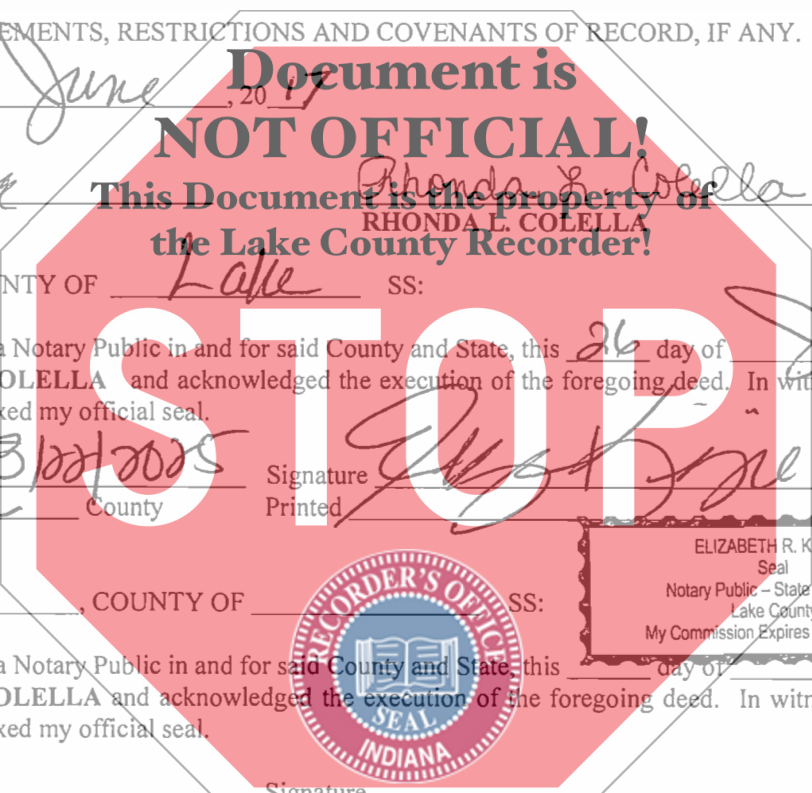 EMENTS, RESTRICTIONS AND COVENANTS OF RECORD, IF ANY.
June, 2017
Document is
NOT OFFICIAL!
Rhonda L. Colella
This Document is the property of
RHONDA L. COLELLA
the Lake County Recorder!
NTY OF Lake SS:
STOP
a Notary Public in and for said County and State, this 26 day of
OLELLA and acknowledged the execution of the foregoing deed. In wit
xed my official seal.
3/22/2025 Signature
County Printed
ELIZABETH R. K
Seal
Notary Public – State
Lake County
My Commission Expires
, COUNTY OF SS:
RECORDER'S OFFICE
SEAL
INDIANA
a Notary Public in and for said County and State, this day of
OLELLA and acknowledged the execution of the foregoing deed. In witn
xed my official seal.
Signature